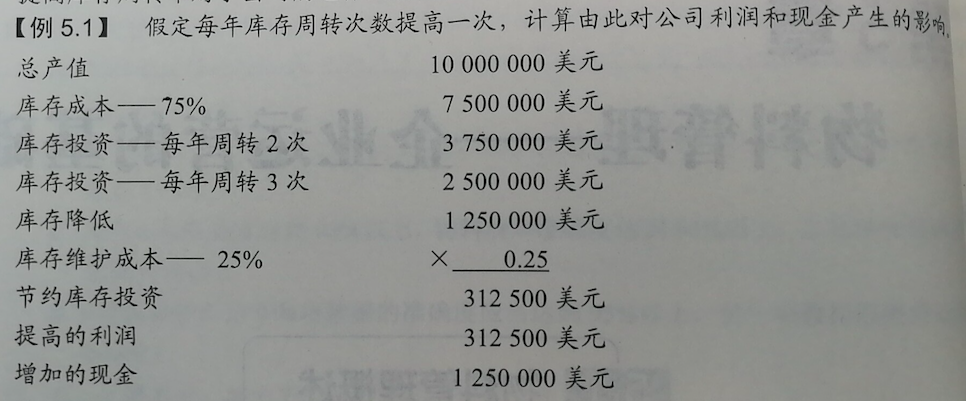 【例 5.1】 假定每年库存周转次数提高一次，计算由此对公司利润和现金产生的影响。
总产值 10 000 000 美元
库存成本——75% 7 500 000 美元
库存投资——每年周转 2 次 3 750 000 美元
库存投资——每年周转 3 次 2 500 000 美元
库存降低 1 250 000 美元
库存维护成本—— 25% × 0.25
节约库存投资 312 500 美元
提高的利润 312 500 美元
增加的现金 1 250 000 美元